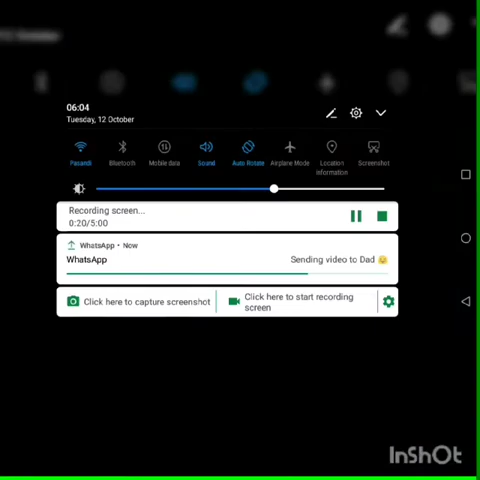 06:04
Tuesday, 12 October
Pasandi
Bluetooth
Mobile data
Sound
Auto Rotate
Airplane Mode
Location
information
Screenshot
Recording screen...
0:20/5:00
WhatsApp • Now
WhatsApp
Sending video to Dad 😊
Click here to capture screenshot
Click here to start recording
screen
InShOt